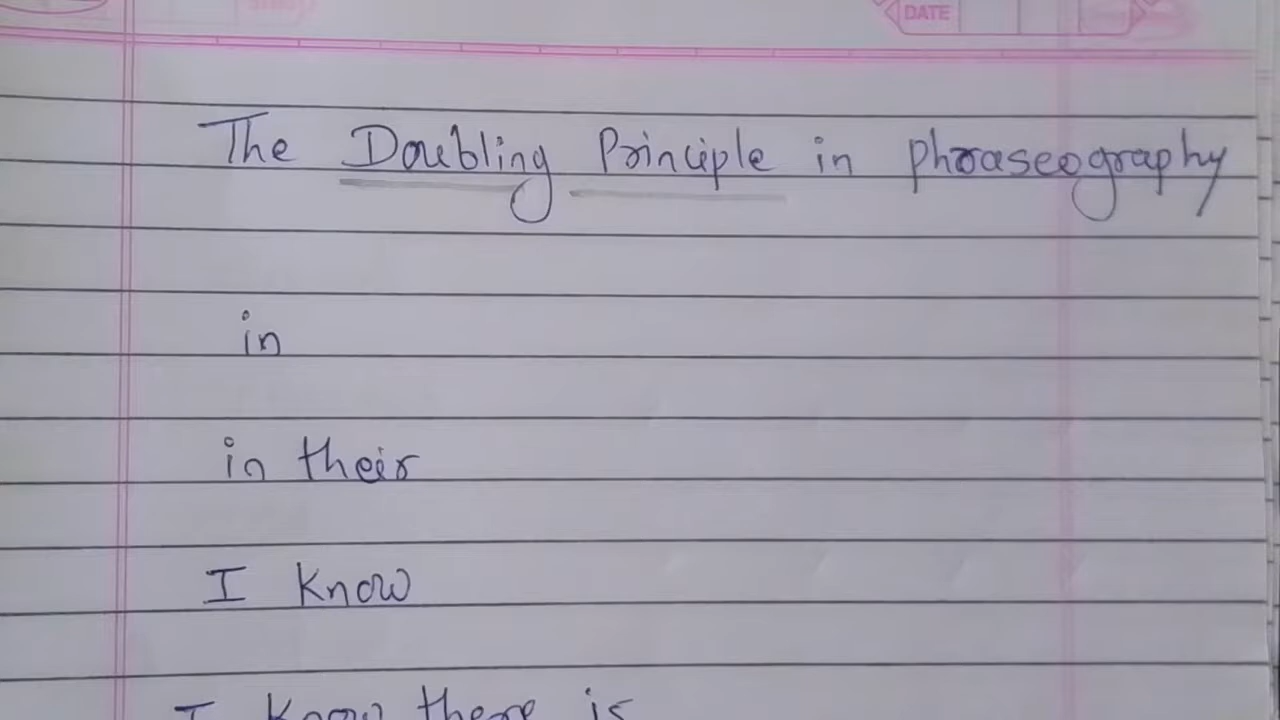 DATE
The Doubling Principle in phraseography
in
in their
I know
I know there is